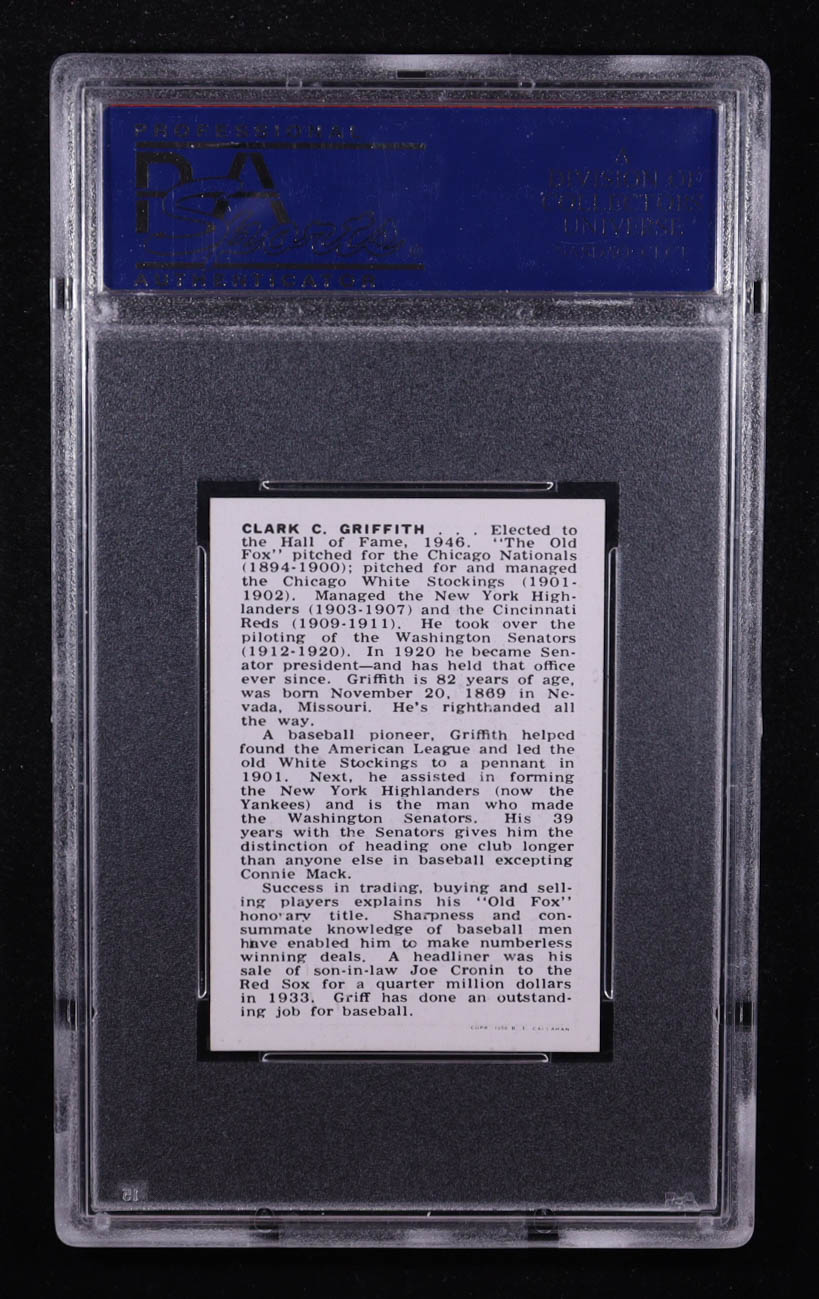 PROFESSIONAL
PSA
AUTHENTICATOR
A
DIVISION OF
COLLECTORS
UNIVERSE
NASDAQ: CLCT
CLARK C. GRIFFITH . . . . Elected to
the Hall of Fame, 1946. "The Old
Fox" pitched for the Chicago Nationals
(1894-1900); pitched for and managed
the Chicago White Stockings (1901-
1902). Managed the New York High-
landers (1903-1907) and the Cincinnati
Reds (1909-1911). He took over the
piloting of the Washington Senators
(1912-1920). In 1920 he became Sen-
ator president—and has held that office
ever since. Griffith is 82 years of age,
was born November 20, 1869 in Ne-
vada, Missouri. He's righthanded all
the way.
A baseball pioneer, Griffith helped
found the American League and led the
old White Stockings to a pennant in
1901. Next, he assisted in forming
the New York Highlanders (now the
Yankees) and is the man who made
the Washington Senators. His 39
years with the Senators gives him the
distinction of heading one club longer
than anyone else in baseball excepting
Connie Mack.
Success in trading, buying and sell-
ing players explains his "Old Fox"
honorary title. Sharpness and con-
summate knowledge of baseball men
have enabled him to make numberless
winning deals. A headliner was his
sale of son-in-law Joe Cronin to the
Red Sox for a quarter million dollars
in 1933. Griff has done an outstand-
ing job for baseball.
CALLAHAN
PSA